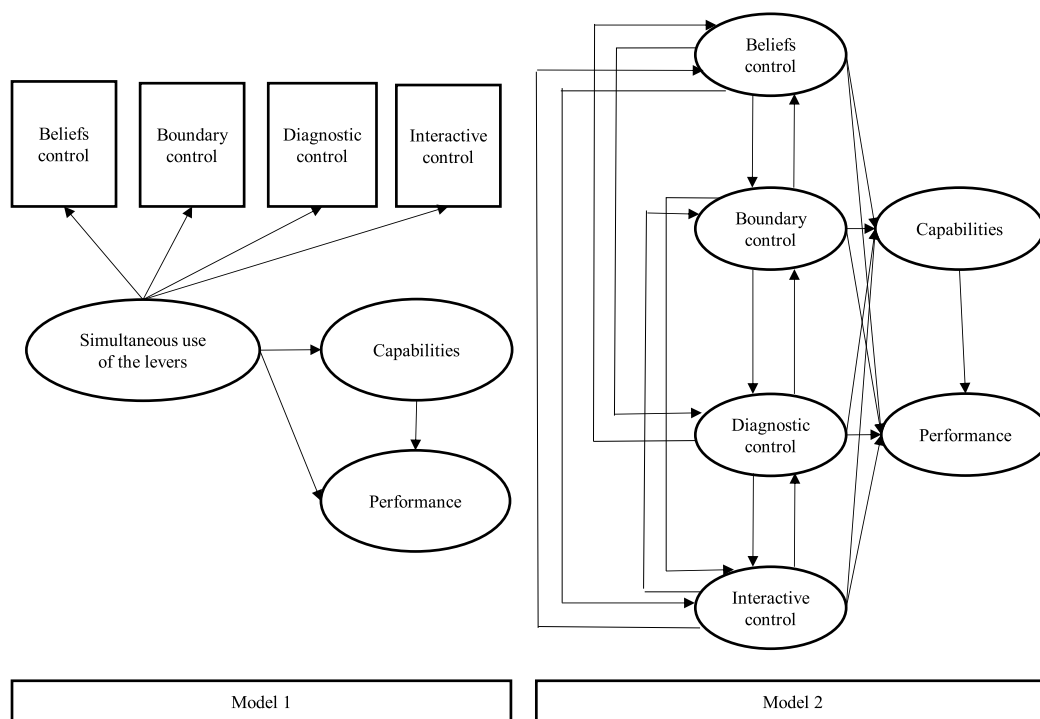 Beliefs
control
Boundary
control
Diagnostic
control
Interactive
control
Simultaneous use
of the levers
Capabilities
Performance
Model 1
Beliefs
control
Boundary
control
Capabilities
Diagnostic
control
Performance
Interactive
control
Model 2